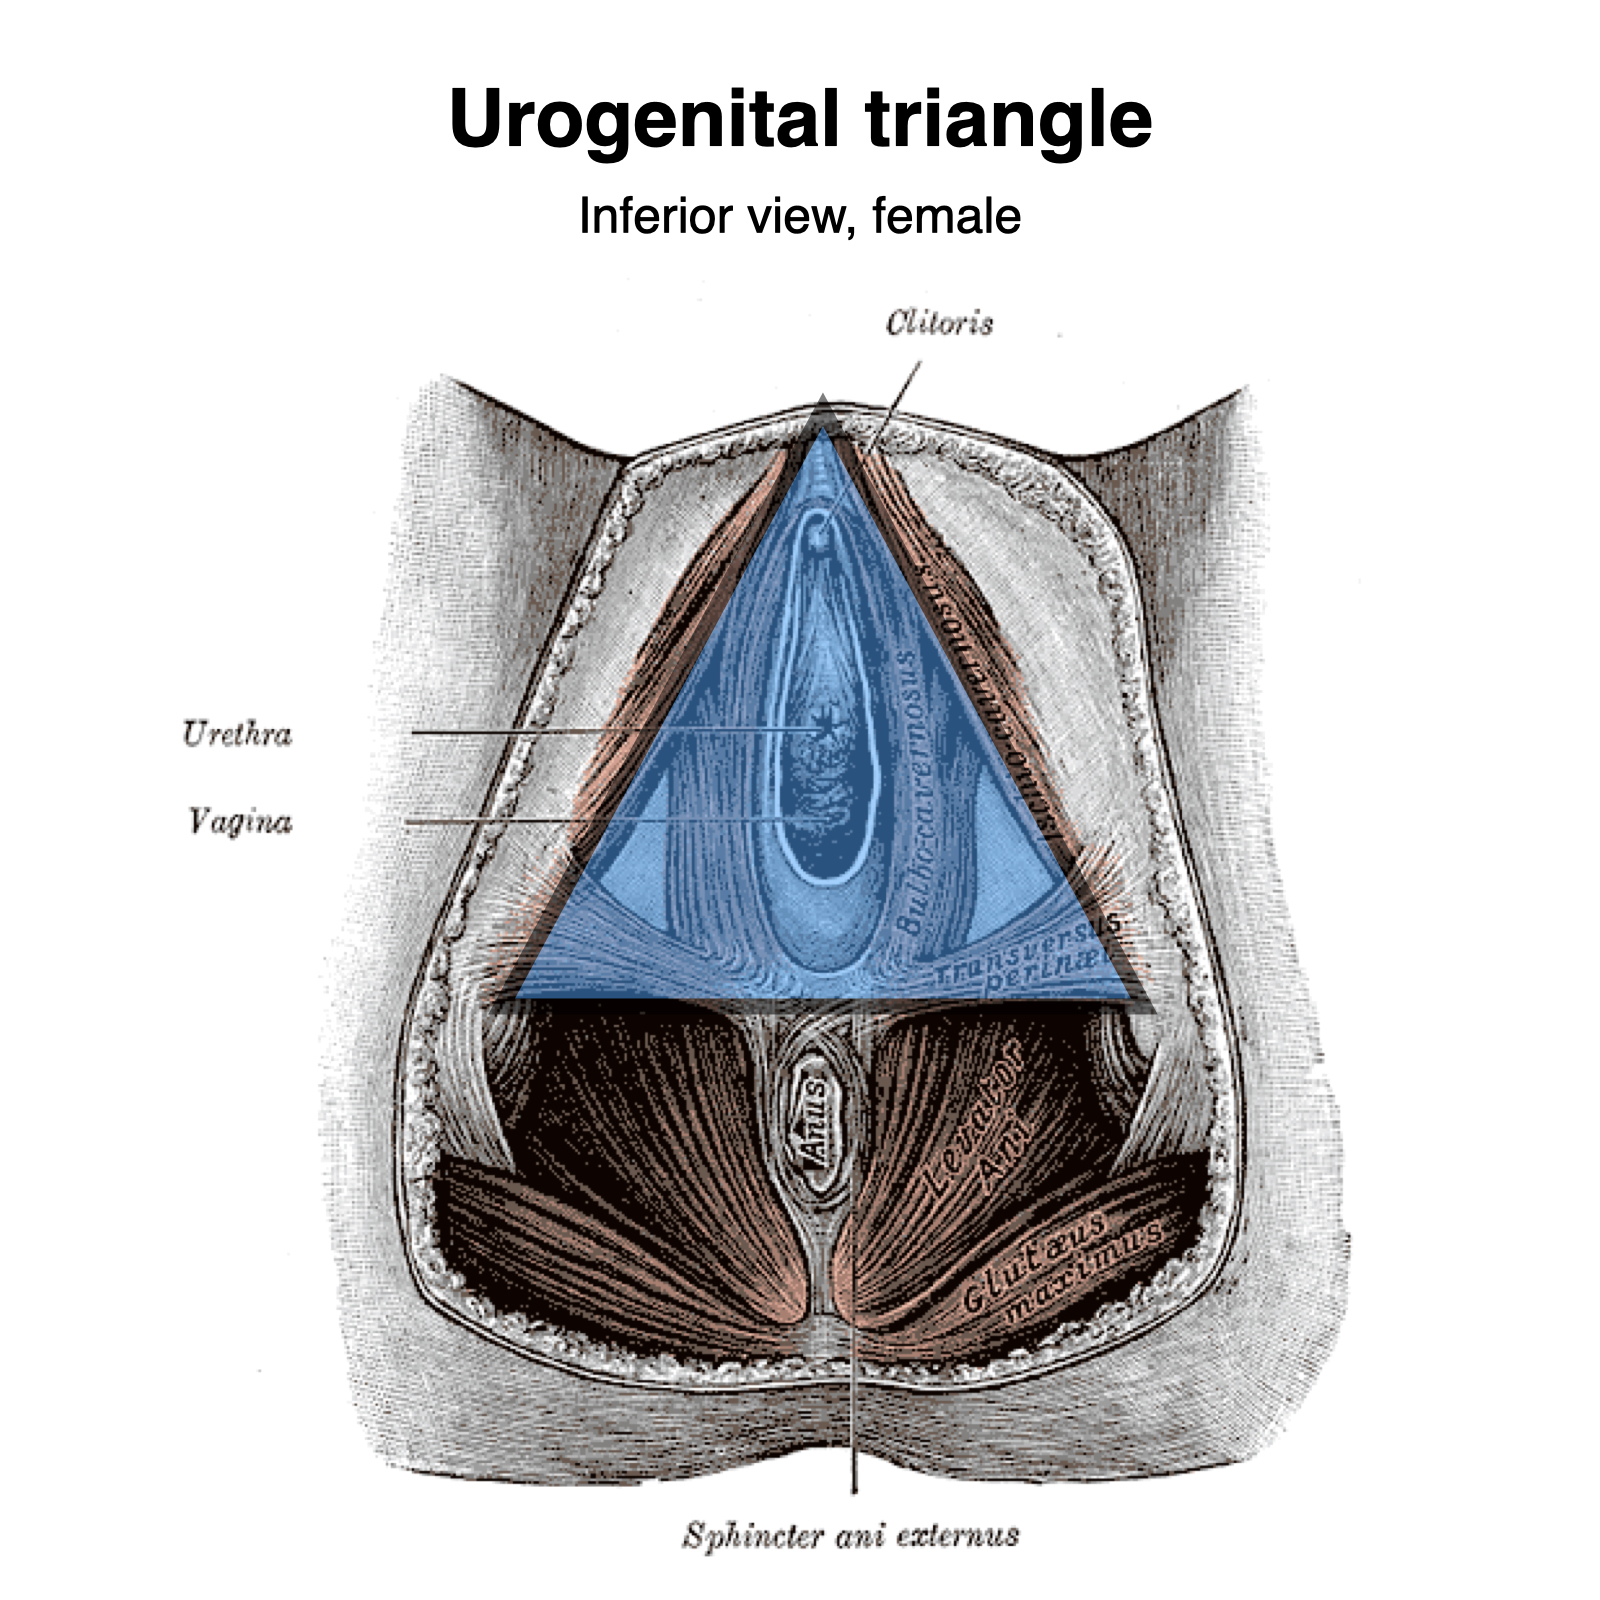 Urogenital triangle
Inferior view, female
Clitoris
Ischio-cavernosus
Bulbo-cavernosus
Urethra
Vagina
Transversus
perinæi
Anus
Levator
Ani
Glutæus
maximus
Sphincter ani externus